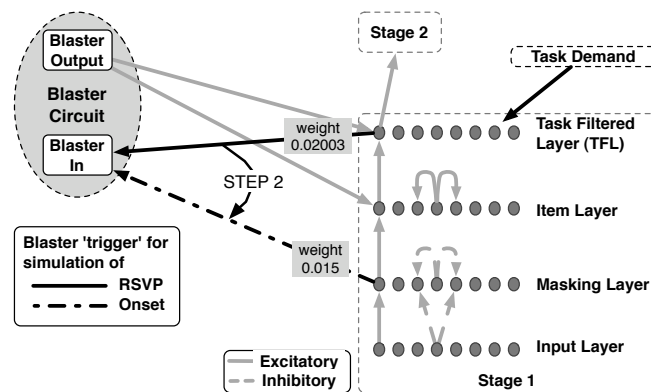 Blaster
Output
Blaster
Circuit
Blaster
In
Stage 2
Task Demand
weight
0.02003
Task Filtered
Layer (TFL)
STEP 2
Item Layer
Blaster 'trigger' for
simulation of
RSVP
Onset
weight
0.015
Masking Layer
Input Layer
Excitatory
Inhibitory
Stage 1